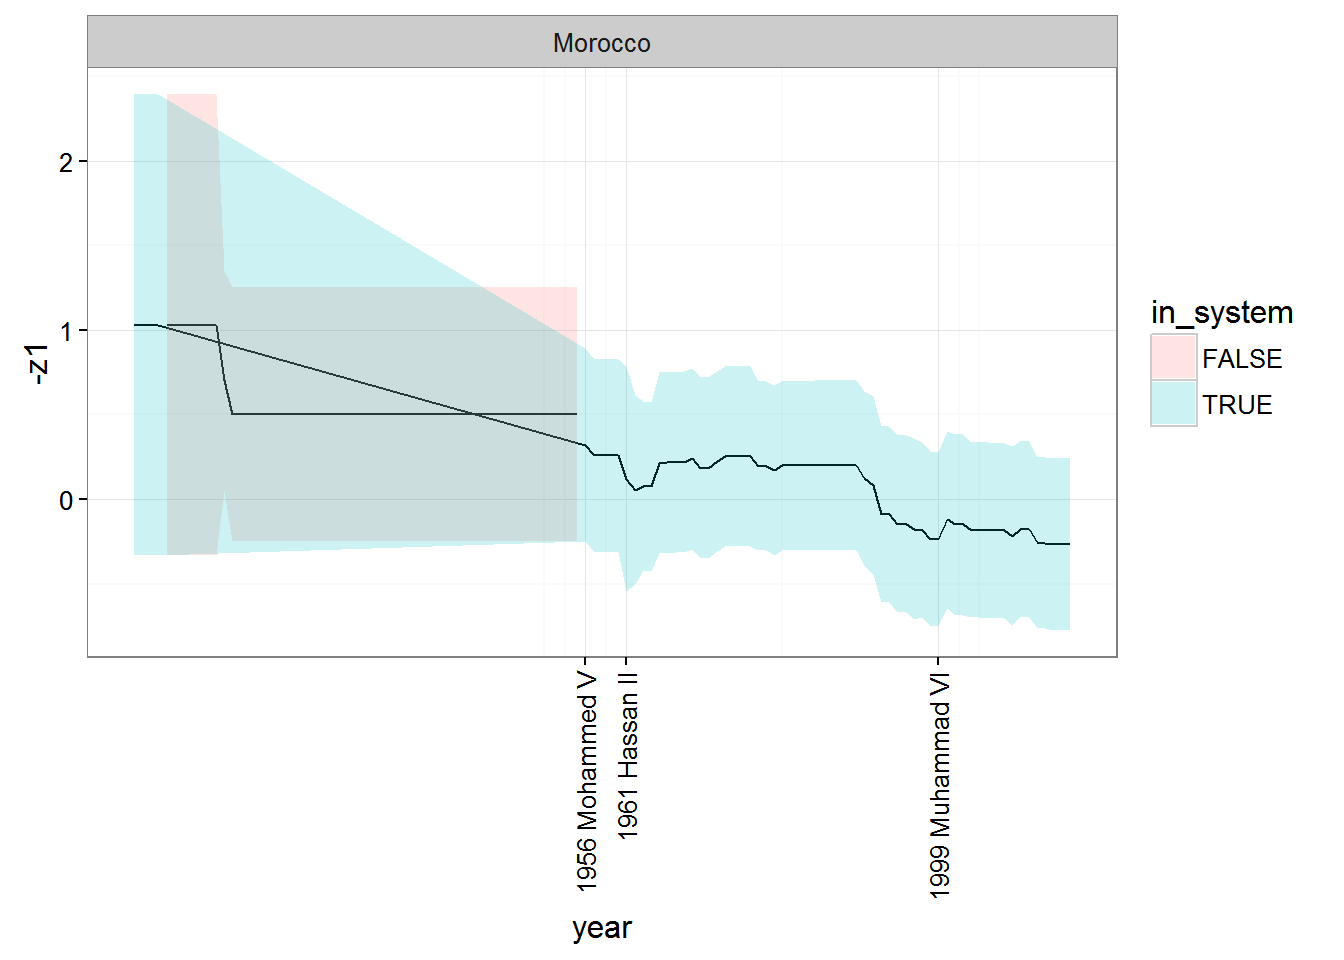 Morocco
2
1
0
-z1
1956 Mohammed V
1961 Hassan II
1999 Muhammad VI
year
in_system
FALSE
TRUE